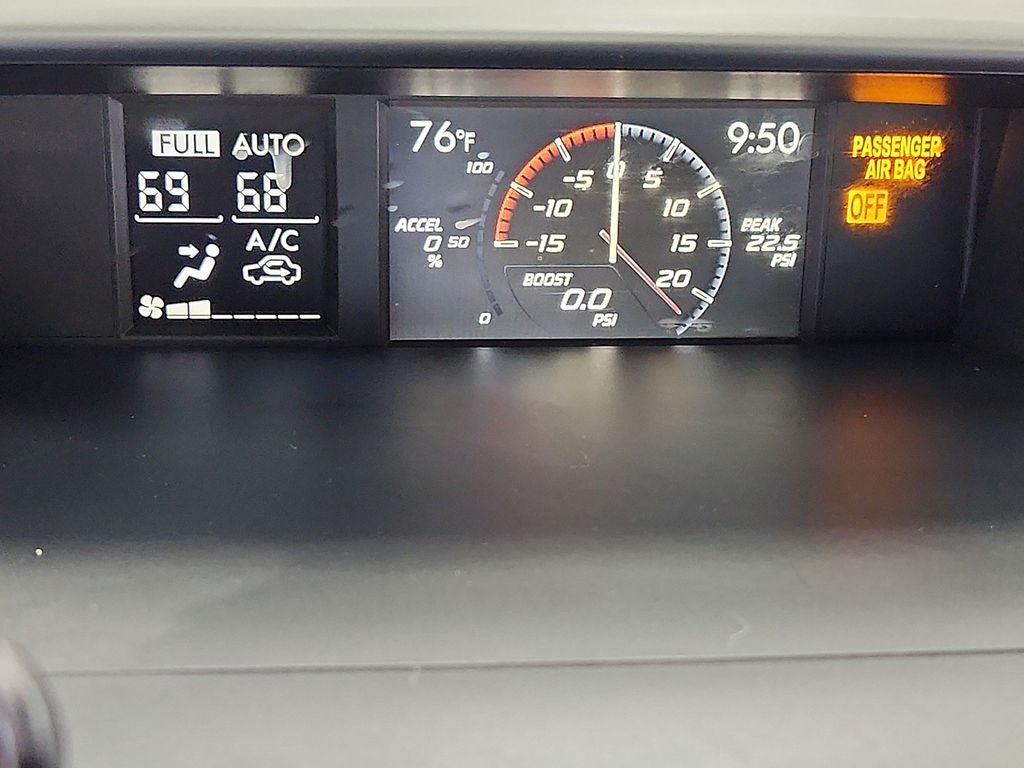 FULL AUTO
69 68
A/C
76°F
9:50
100
ACCEL
0 50
%
0
-15
-10
-5
0
5
10
15
20
BOOST
0.0
PSI
PEAK
22.5
PSI
PASSENGER
AIR BAG
OFF